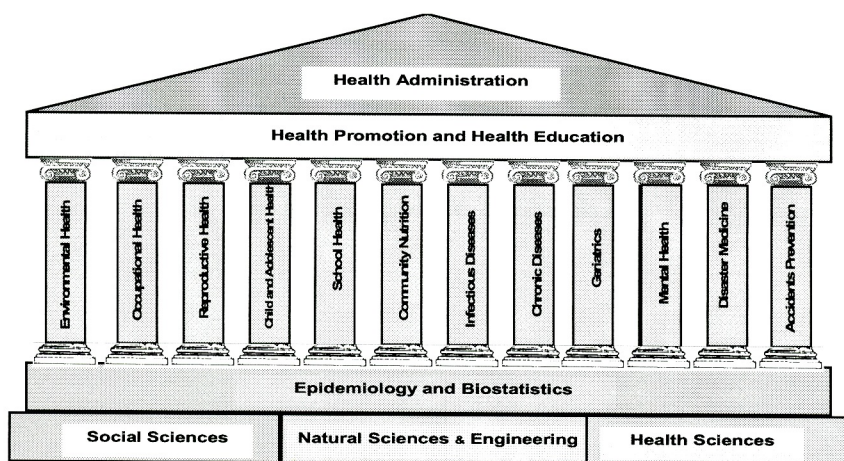 Health Administration
Health Promotion and Health Education
Environmental Health
Occupational Health
Reproductive Health
Child and Adolescent Health
School Health
Community Nutrition
Infectious Diseases
Chronic Diseases
Geriatrics
Mental Health
Disaster Medicine
Accidents Prevention
Epidemiology and Biostatistics
Social Sciences
Natural Sciences & Engineering
Health Sciences